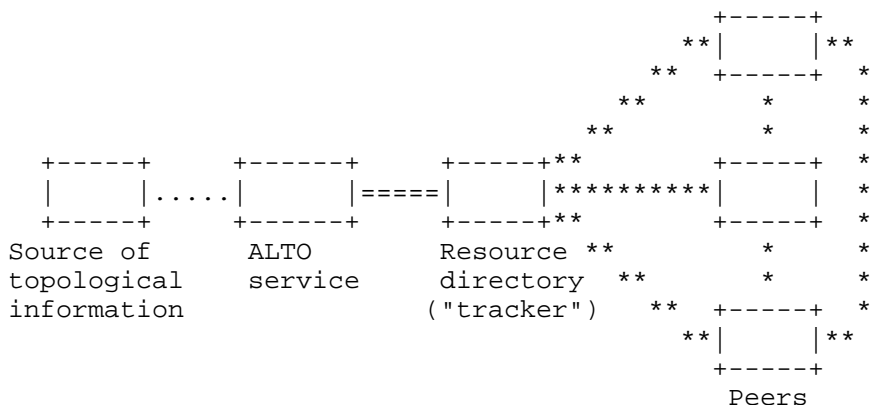 Source of ALTO Resource
topological service directory
information ("tracker")
Peers